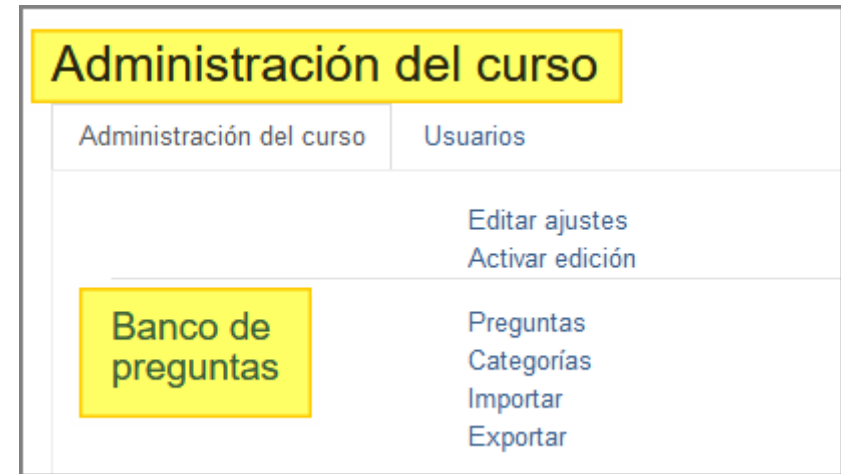 Administración del curso
Administración del curso Usuarios
Editar ajustes
Activar edición
Banco de preguntas
Preguntas
Categorías
Importar
Exportar